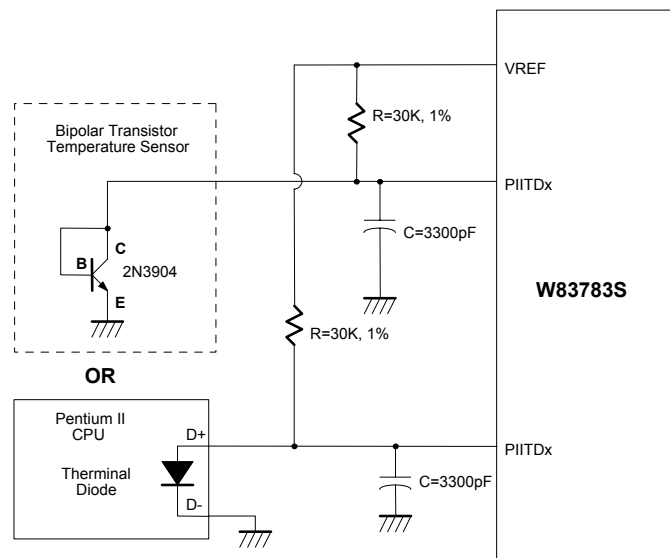 VREF
R=30K, 1%
Bipolar Transistor
Temperature Sensor
PIITDx
C
B
2N3904
E
C=3300pF
W83783S
R=30K, 1%
OR
Pentium II
CPU
D+
PIITDx
Therminal
Diode
D-
C=3300pF